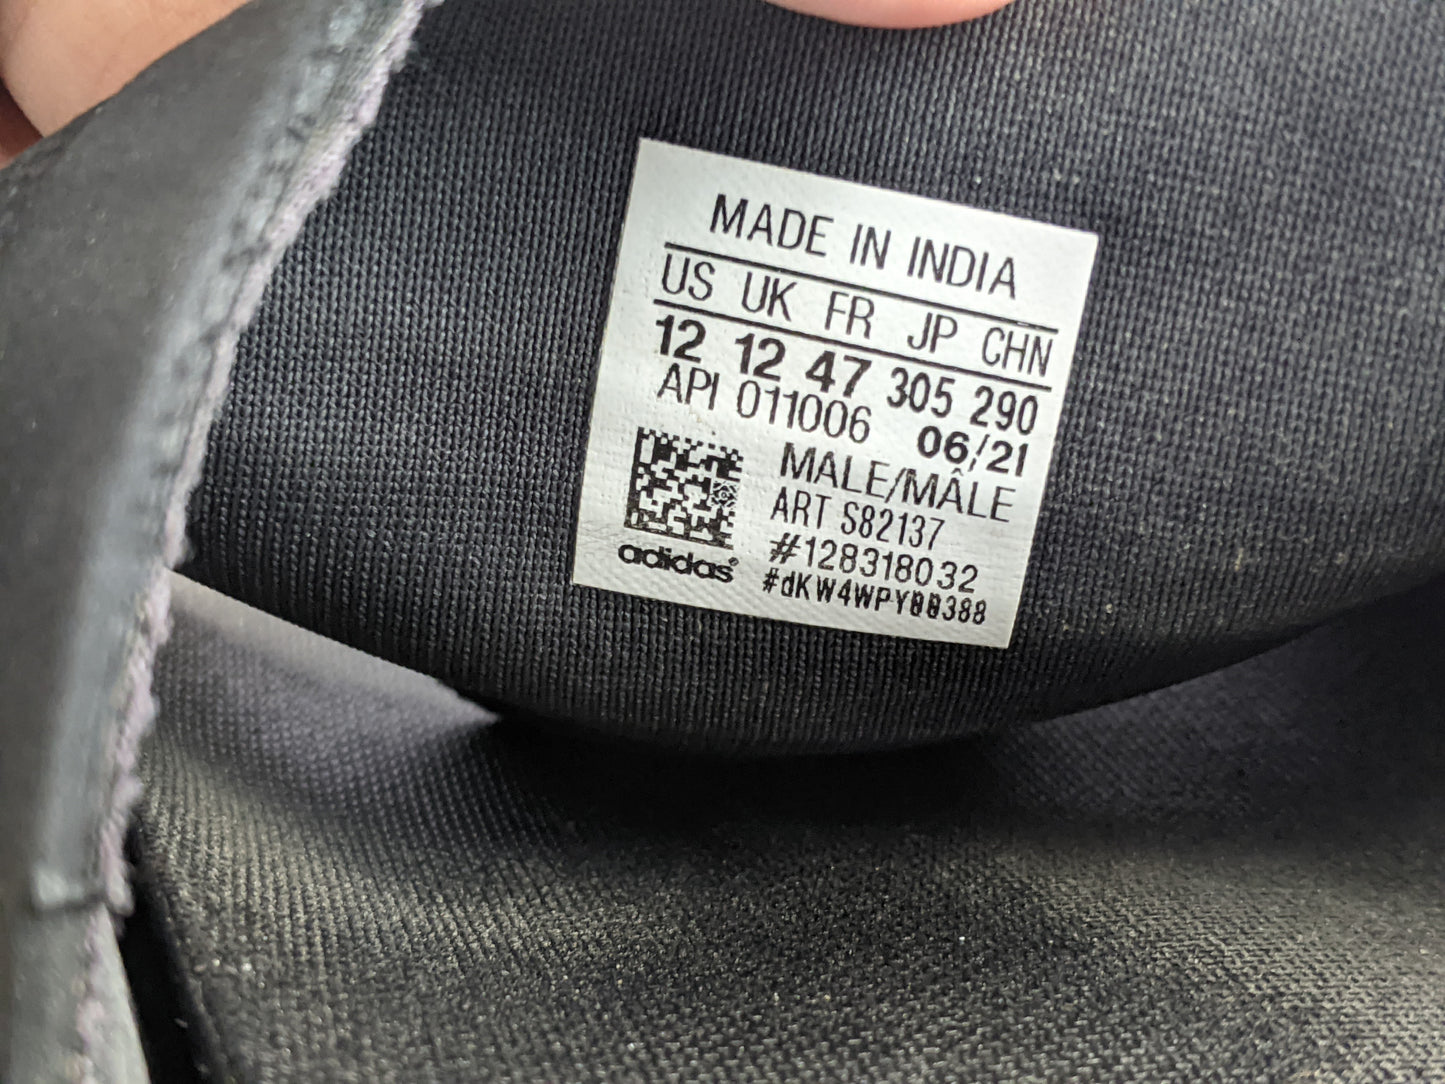 MADE IN INDIA
US UK FR JP CHN
12 12 47 305 290
API 011006 06/21
MALE/MÂLE
ART S82137
#128318032
adidas®